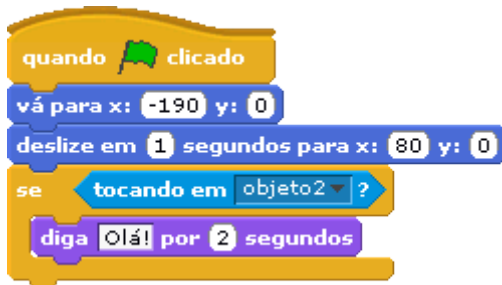 quando clicado
vá para x: -190 y: 0
deslize em 1 segundos para x: 80 y: 0
se tocando em objeto2 ?
diga Olá! por 2 segundos